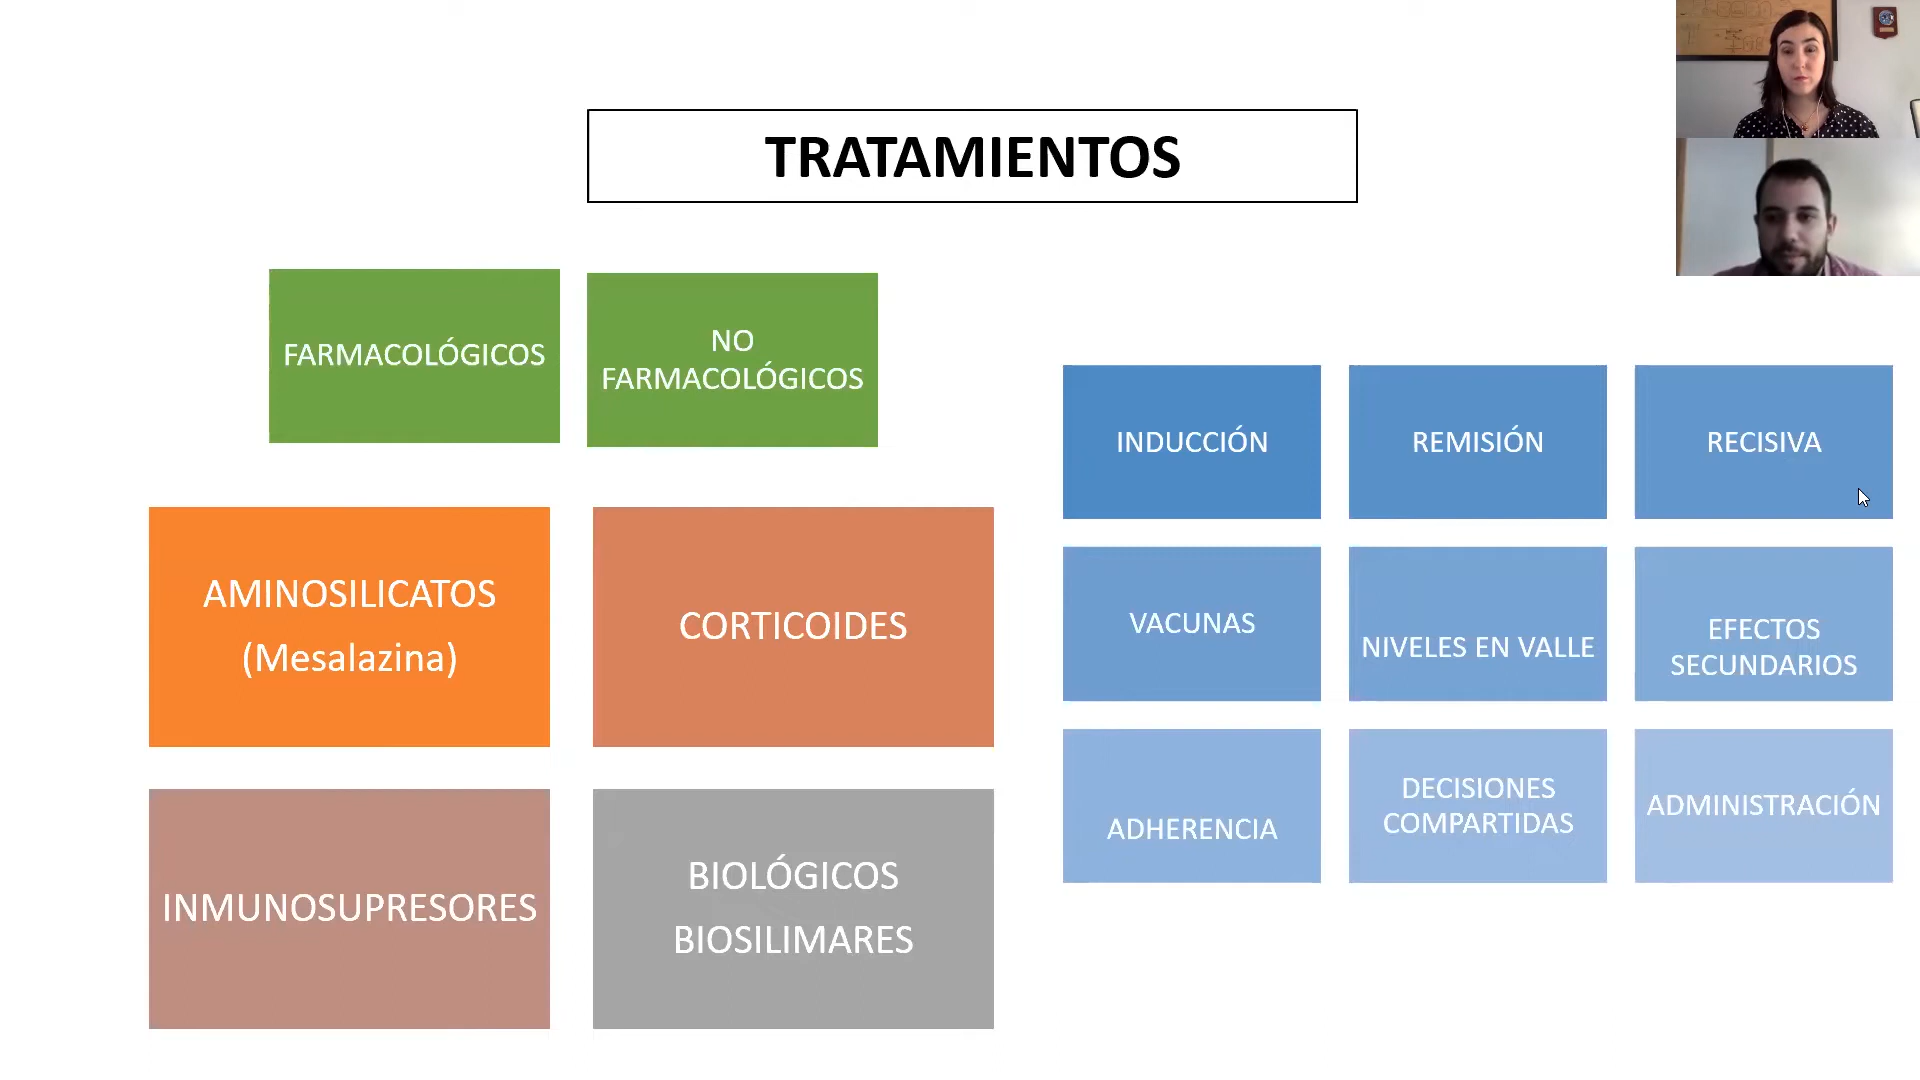 TRATAMIENTOS
FARMACOLÓGICOS
NO
FARMACOLÓGICOS
AMINOSILICATOS
(Mesalazina)
CORTICOIDES
INMUNOSUPRESORES
BIOLÓGICOS
BIOSILIMARES
INDUCCIÓN
REMISIÓN
RECISIVA
VACUNAS
NIVELES EN VALLE
EFECTOS
SECUNDARIOS
ADHERENCIA
DECISIONES
COMPARTIDAS
ADMINISTRACIÓN